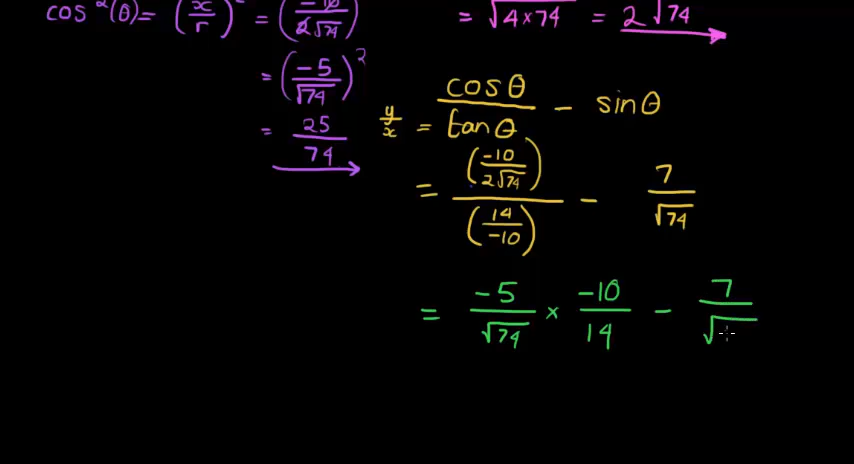 cos²(θ) = (x/r)² = (-10/2√74)²
= (-5/√74)²
= 25/74
= √4×74 = 2√74
y/x = cosθ/tanθ - sinθ
= (-10/2√74)/(14/-10) - 7/√74
= -5/√74 × -10/14 - 7/√